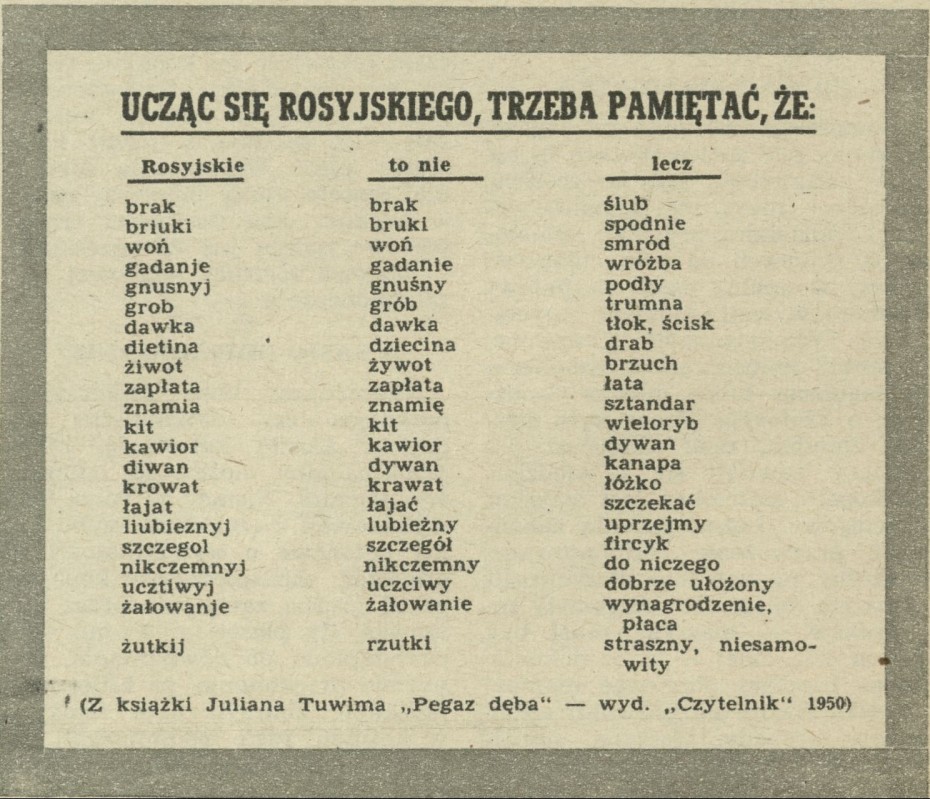 UCZĄC SIĘ ROSYJSKIEGO, TRZEBA PAMIĘTAĆ, ŻE:
Rosyjskie to nie lecz
brak brak ślub
briuki bruki spodnie
woń woń smród
gadanje gadanie wróżba
gnusnyj gnuśny podły
grob grób trumna
dawka dawka tłok, ścisk
dietina dziecina drab
żiwot żywot brzuch
zapłata zapłata łata
znamia znamię sztandar
kit kit wieloryb
kawior kawior dywan
diwan dywan kanapa
krowat krawat łóżko
łajat łajać szczekać
liubieznyj lubieżny uprzejmy
szczegol szczegół fircyk
nikczemnyj nikczemny do niczego
ucztiwyj uczciwy dobrze ułożony
żałowanje żałowanie wynagrodzenie,
płaca
żutkij rzutki straszny, niesamo-
wity
(Z książki Juliana Tuwima „Pegaz dęba“ — wyd. „Czytelnik“ 1950)